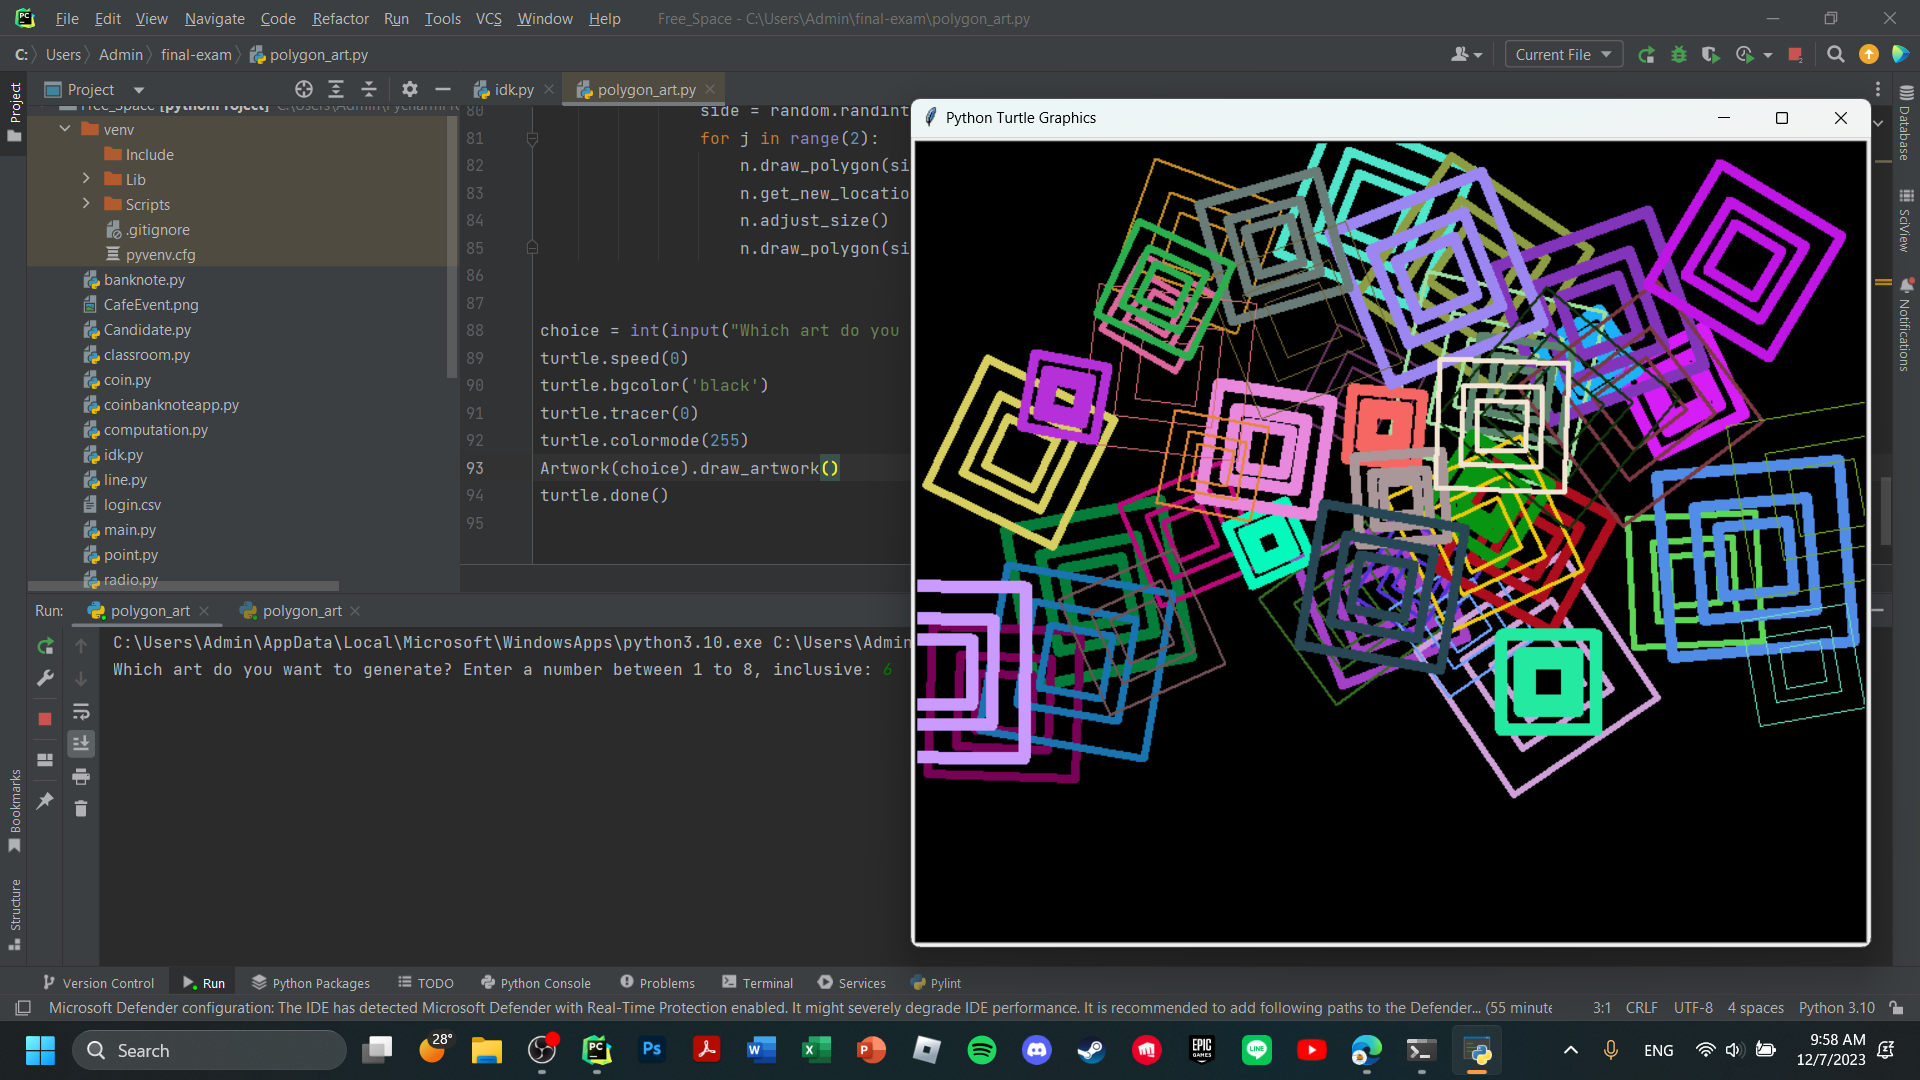 File Edit View Navigate Code Refactor Run Tools VCS Window Help Free_Space - C:\Users\Admin\final-exam\polygon_art.py
C: Users Admin final-exam polygon_art.py
Current File
Project
idk.py
polygon_art.py
venv
Include
Lib
Scripts
.gitignore
pyvenv.cfg
banknote.py
CafeEvent.png
Candidate.py
classroom.py
coin.py
coinbanknoteapp.py
computation.py
idk.py
line.py
login.csv
main.py
point.py
radio.py
80 side = random.randint
81 for j in range(2):
82 n.draw_polygon(si
83 n.get_new_locatio
84 n.adjust_size()
85 n.draw_polygon(si
86
87
88 choice = int(input("Which art do you
89 turtle.speed(0)
90 turtle.bgcolor('black')
91 turtle.tracer(0)
92 turtle.colormode(255)
93 Artwork(choice).draw_artwork()
94 turtle.done()
95
Python Turtle Graphics
Project
Bookmarks
Structure
Database
SciView
Notifications
Run: polygon_art polygon_art
C:\Users\Admin\AppData\Local\Microsoft\WindowsApps\python3.10.exe C:\Users\Admin
Which art do you want to generate? Enter a number between 1 to 8, inclusive: 6
Version Control Run Python Packages TODO Python Console Problems Terminal Services Pylint
Microsoft Defender configuration: The IDE has detected Microsoft Defender with Real-Time Protection enabled. It might severely degrade IDE performance. It is recommended to add following paths to the Defender... (55 minute 3:1 CRLF UTF-8 4 spaces Python 3.10
Search
28°
ENG
9:58 AM
12/7/2023